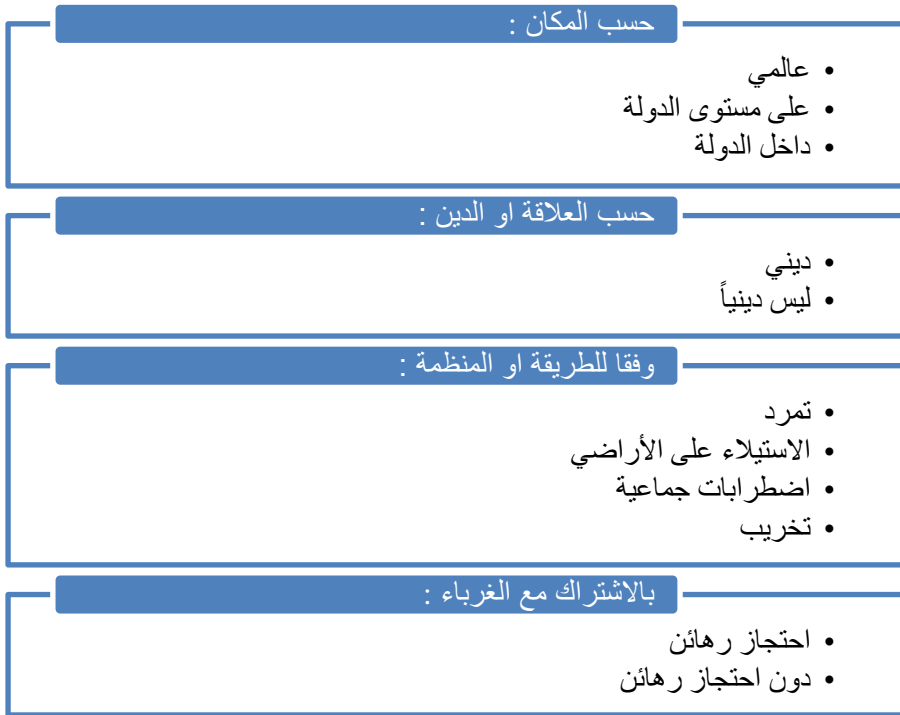 حسب المكان :
• عالمي
• على مستوى الدولة
• داخل الدولة
حسب العلاقة او الدين :
• ديني
• ليس دينياً
وفقا للطريقة او المنظمة :
• تمرد
• الاستيلاء على الأراضي
• اضطرابات جماعية
• تخريب
بالاشتراك مع الغرباء :
• احتجاز رهائن
• دون احتجاز رهائن